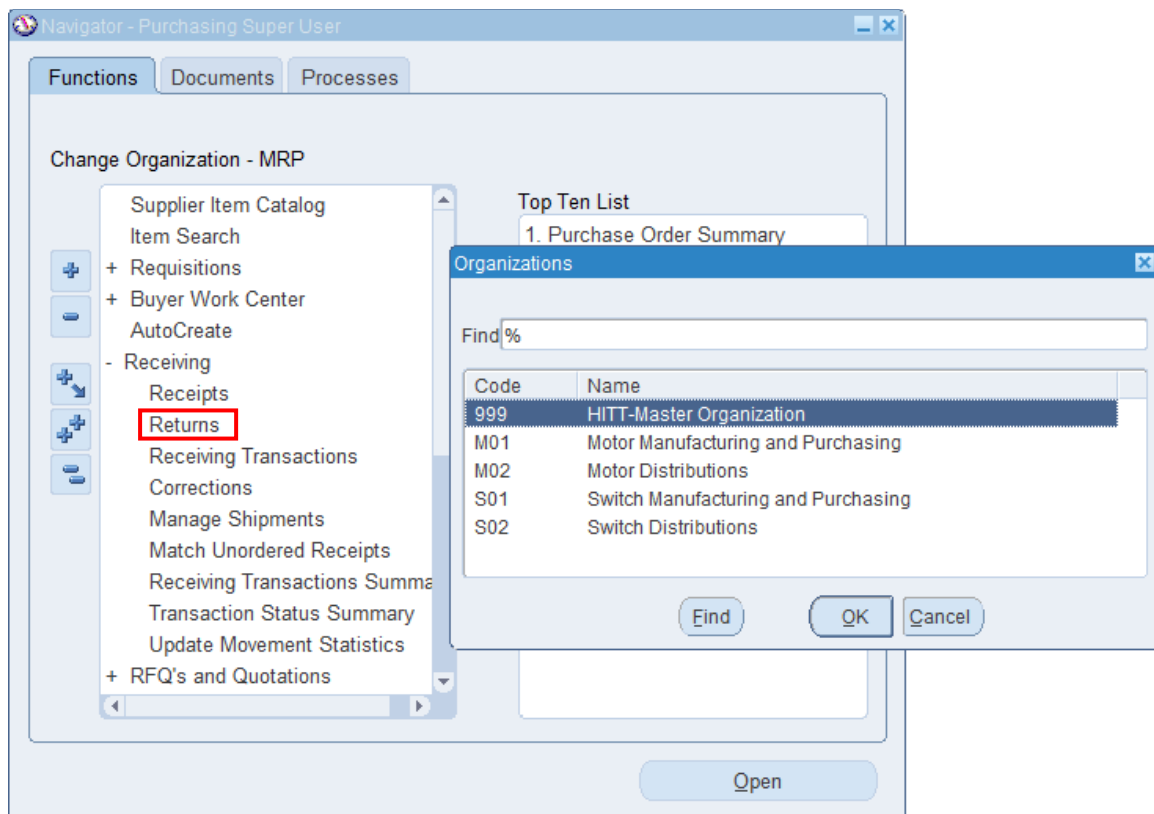 Navigator - Purchasing Super User
Functions
Documents
Processes
Change Organization - MRP
Supplier Item Catalog
Item Search
+ Requisitions
+ Buyer Work Center
AutoCreate
- Receiving
Receipts
Returns
Receiving Transactions
Corrections
Manage Shipments
Match Unordered Receipts
Receiving Transactions Summa
Transaction Status Summary
Update Movement Statistics
+ RFQ's and Quotations
Top Ten List
1. Purchase Order Summary
Organizations
Find %
Code Name
999 HITT-Master Organization
M01 Motor Manufacturing and Purchasing
M02 Motor Distributions
S01 Switch Manufacturing and Purchasing
S02 Switch Distributions
Find
OK
Cancel
Open